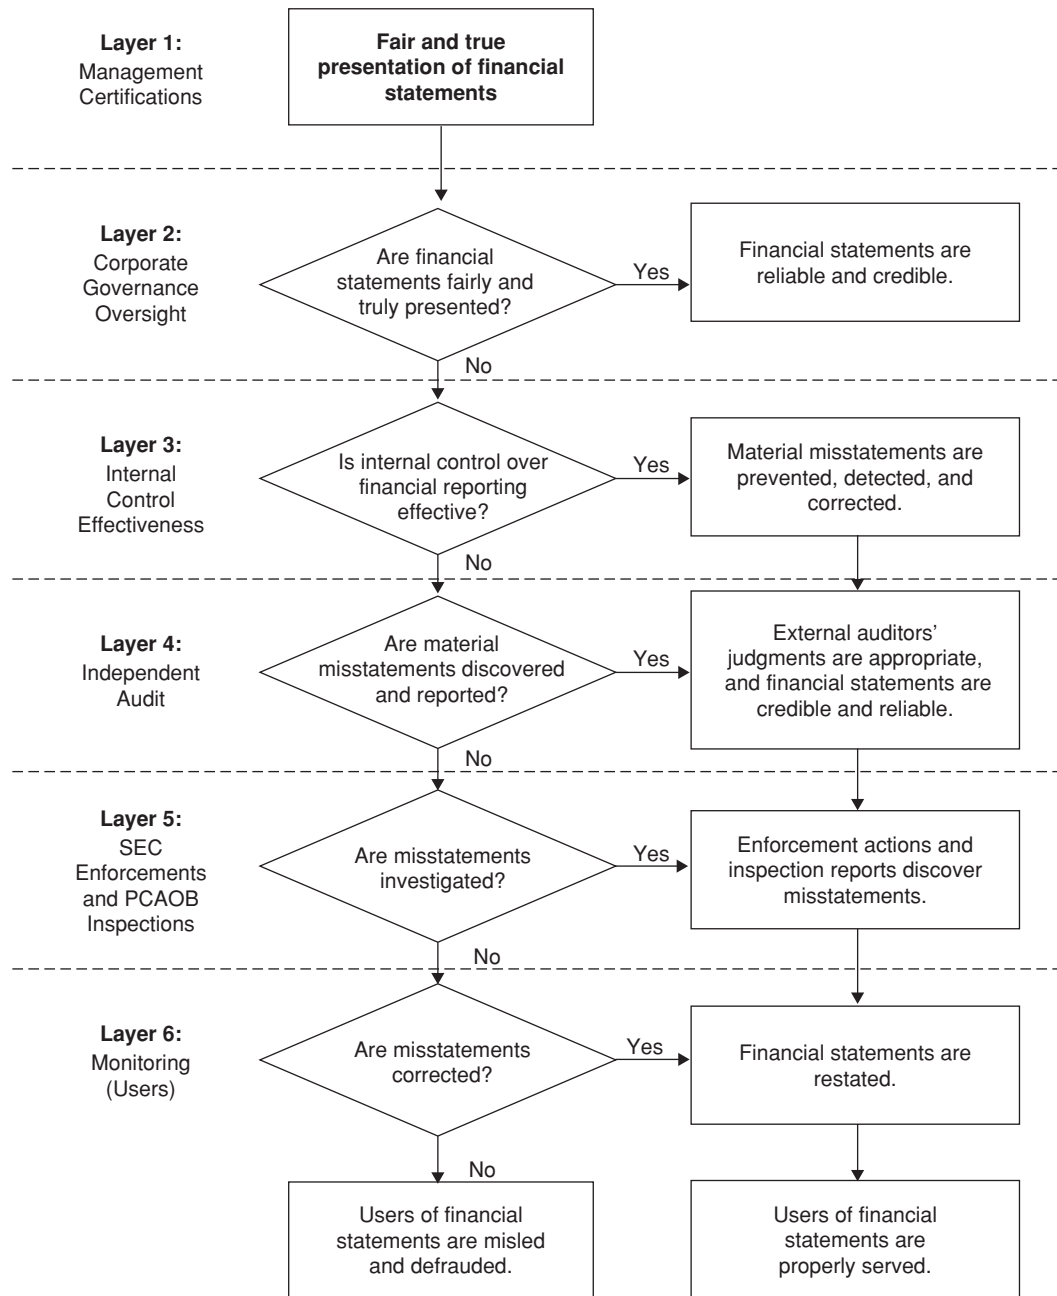 Layer 1:
Management
Certifications
Fair and true
presentation of financial
statements
Layer 2:
Corporate
Governance
Oversight
Are financial
statements fairly and
truly presented?
Yes
Financial statements are
reliable and credible.
No
Layer 3:
Internal
Control
Effectiveness
Is internal control over
financial reporting
effective?
Yes
Material misstatements are
prevented, detected, and
corrected.
No
Layer 4:
Independent
Audit
Are material
misstatements discovered
and reported?
Yes
External auditors’
judgments are appropriate,
and financial statements are
credible and reliable.
No
Layer 5:
SEC
Enforcements
and PCAOB
Inspections
Are misstatements
investigated?
Yes
Enforcement actions and
inspection reports discover
misstatements.
No
Layer 6:
Monitoring
(Users)
Are misstatements
corrected?
Yes
Financial statements are
restated.
No
Users of financial
statements are misled
and defrauded.
Users of financial
statements are
properly served.